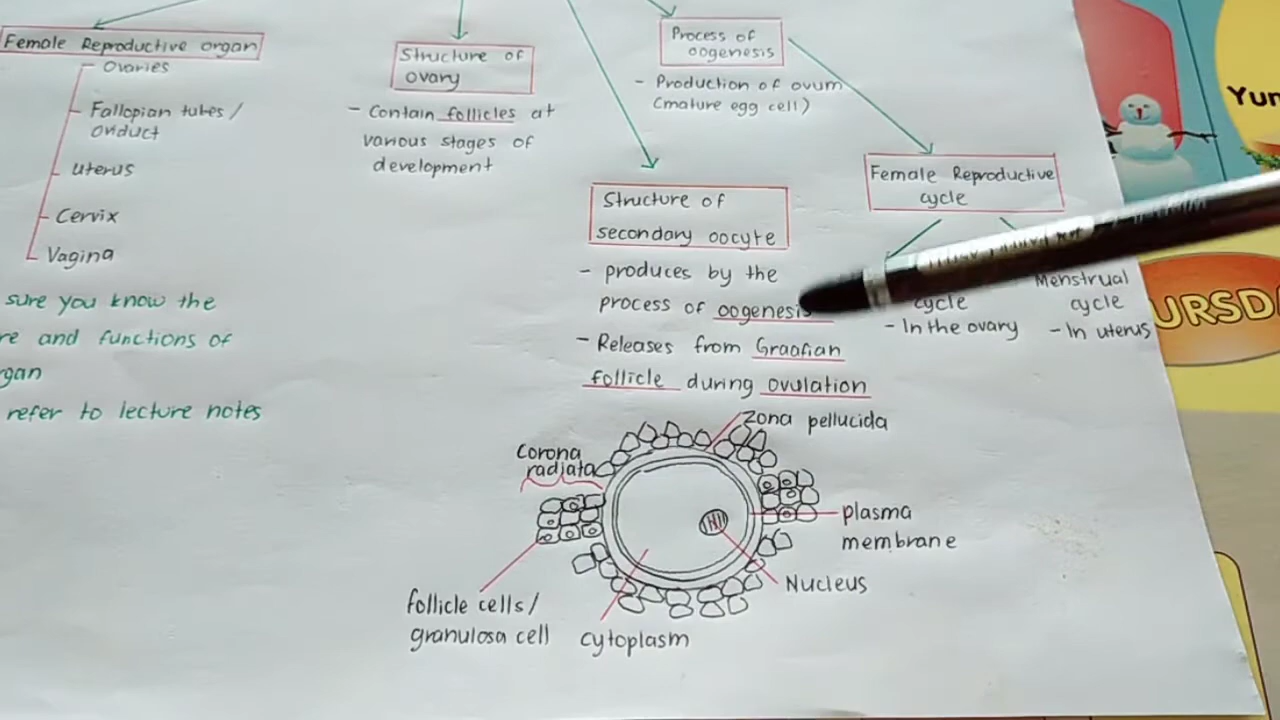 Female Reproductive organ
Ovaries
Fallopian tubes /
oviduct
uterus
Cervix
Vagina
sure you know the
and functions of
refer to lecture notes
Structure of
ovary
- Contain follicles at
various stages of
development
Process of
oogenesis
- Production of ovum
(mature egg cell)
Structure of
secondary oocyte
- produces by the
process of oogenesis
- Releases from Graafian
follicle during ovulation
Female Reproductive
cycle
cycle
- In the ovary
Menstrual
cycle
- In uterus
Zona pellucida
Corona
radiata
plasma
membrane
Nucleus
follicle cells /
granulosa cell
cytoplasm